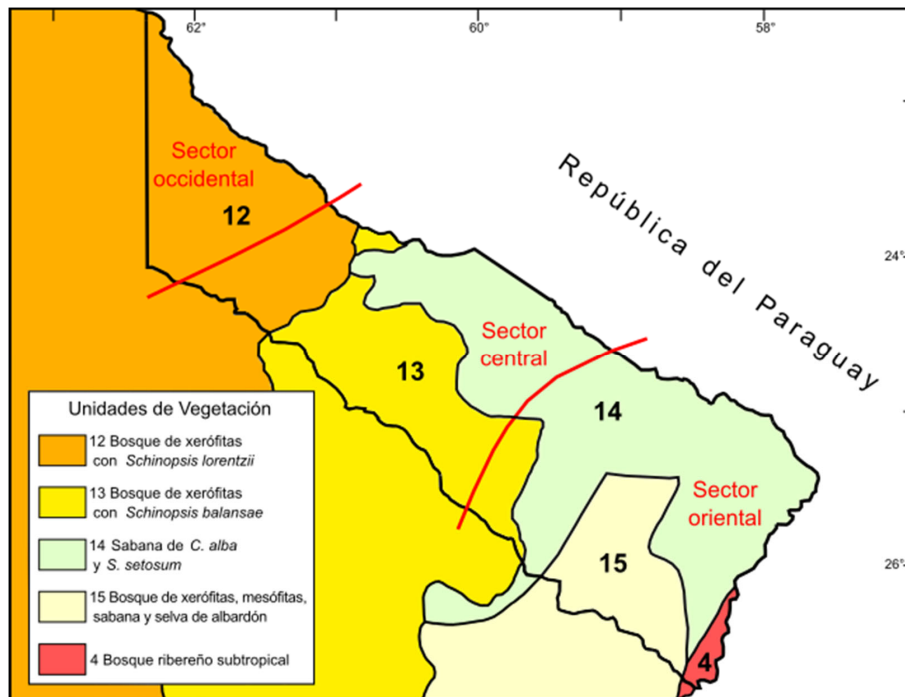 62°
60°
58°
Sector
occidental
12
República del Paraguay
24°
Sector
central
13
14
Sector
oriental
15
26°
4
Unidades de Vegetación
12 Bosque de xerófitas
con Schinopsis lorentzii
13 Bosque de xerófitas
con Schinopsis balansae
14 Sabana de C. alba
y S. setosum
15 Bosque de xerófitas, mesófitas,
sabana y selva de albardón
4 Bosque ribereño subtropical